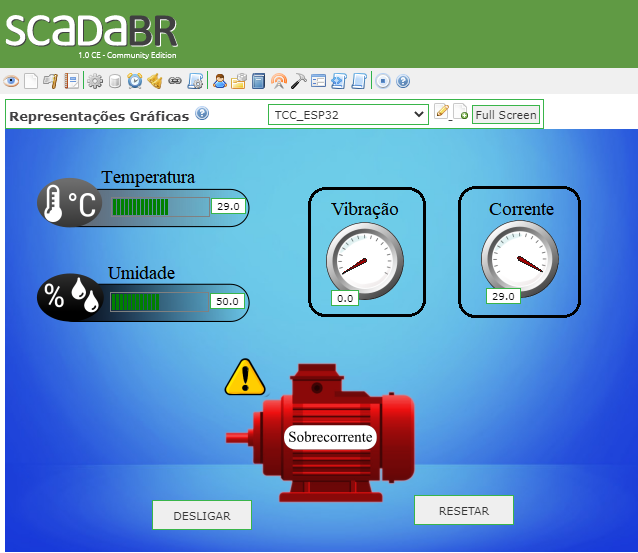 SCADABR
1.0 CE - Community Edition
Representações Gráficas
TCC_ESP32
Full Screen
Temperatura
°C
29.0
Vibração
0.0
Corrente
29.0
Umidade
%
50.0
!
Sobrecorrente
DESLIGAR
RESETAR